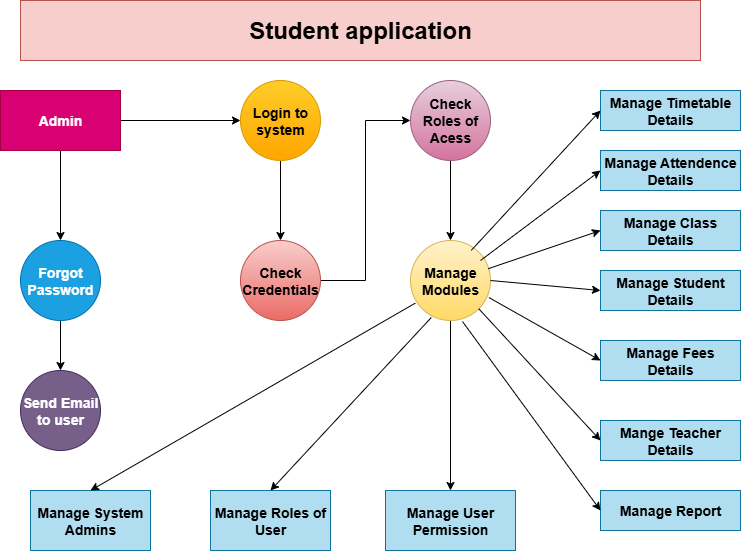 Student application
Admin
Login to
system
Check
Roles of
Acess
Manage Timetable
Details
Manage Attendence
Details
Manage Class
Details
Forgot
Password
Check
Credentials
Manage
Modules
Manage Student
Details
Manage Fees
Details
Send Email
to user
Mange Teacher
Details
Manage System
Admins
Manage Roles of
User
Manage User
Permission
Manage Report